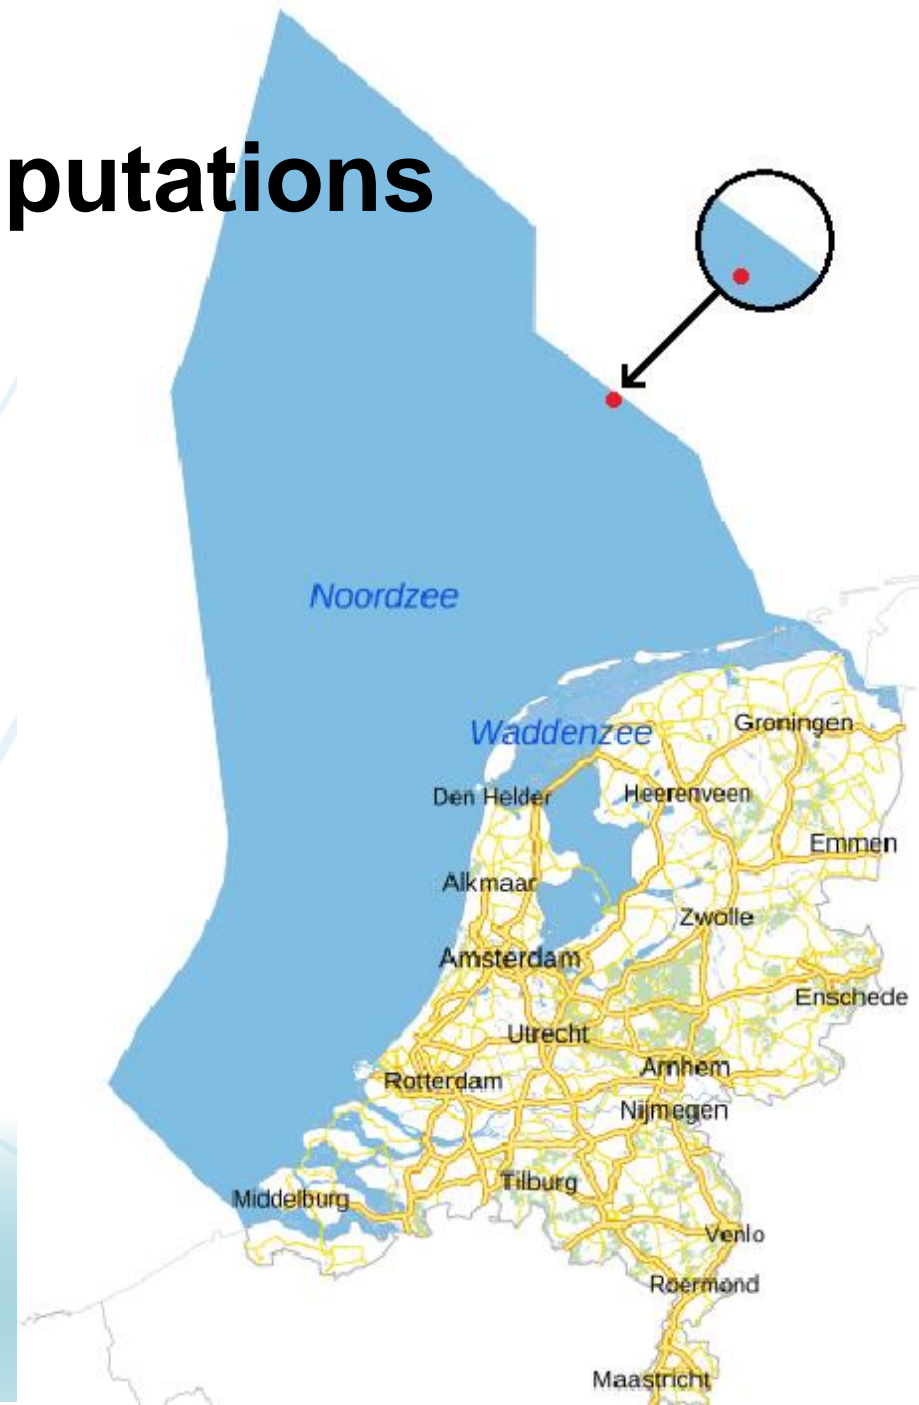 putations
Noordzee
Waddenzee
Groningen
Den Helder
Heerenveen
Emmen
Alkmaar
Zwolle
Amsterdam
Enschede
Utrecht
Arnhem
Rotterdam
Nijmegen
Tilburg
Middelburg
Venlo
Roermond
Maastricht